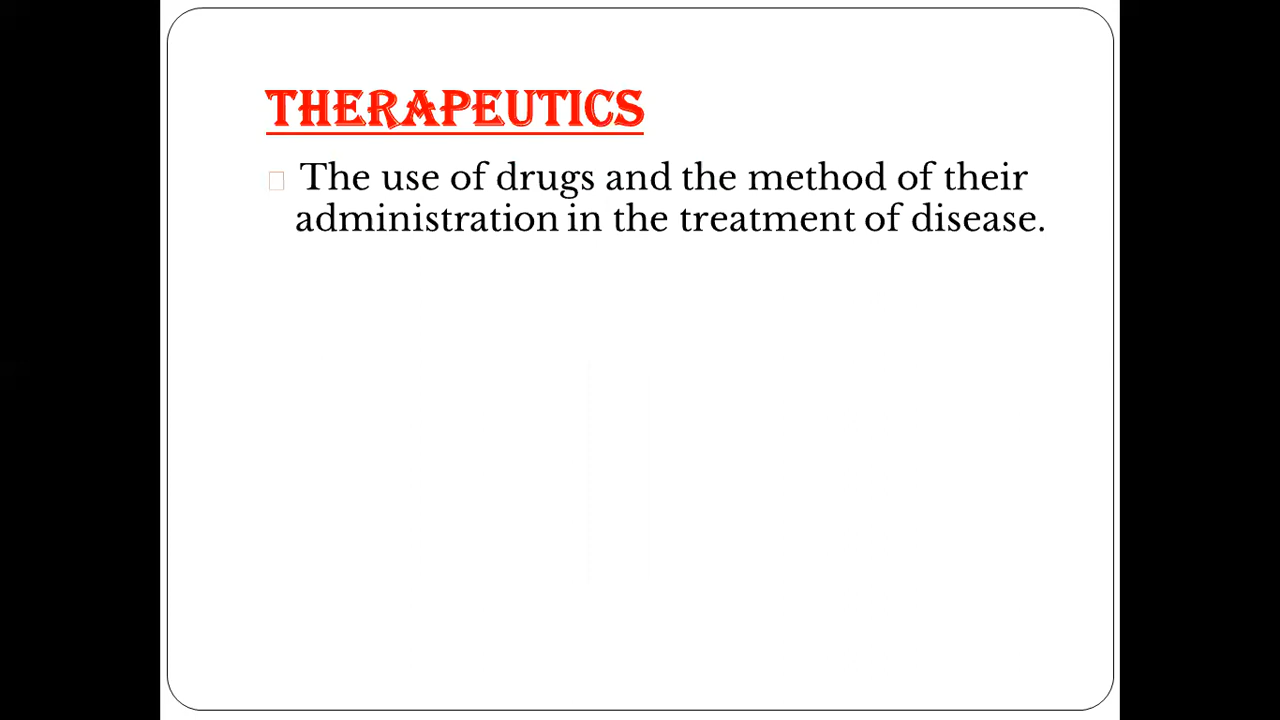 THERAPEUTICS
The use of drugs and the method of their
administration in the treatment of disease.